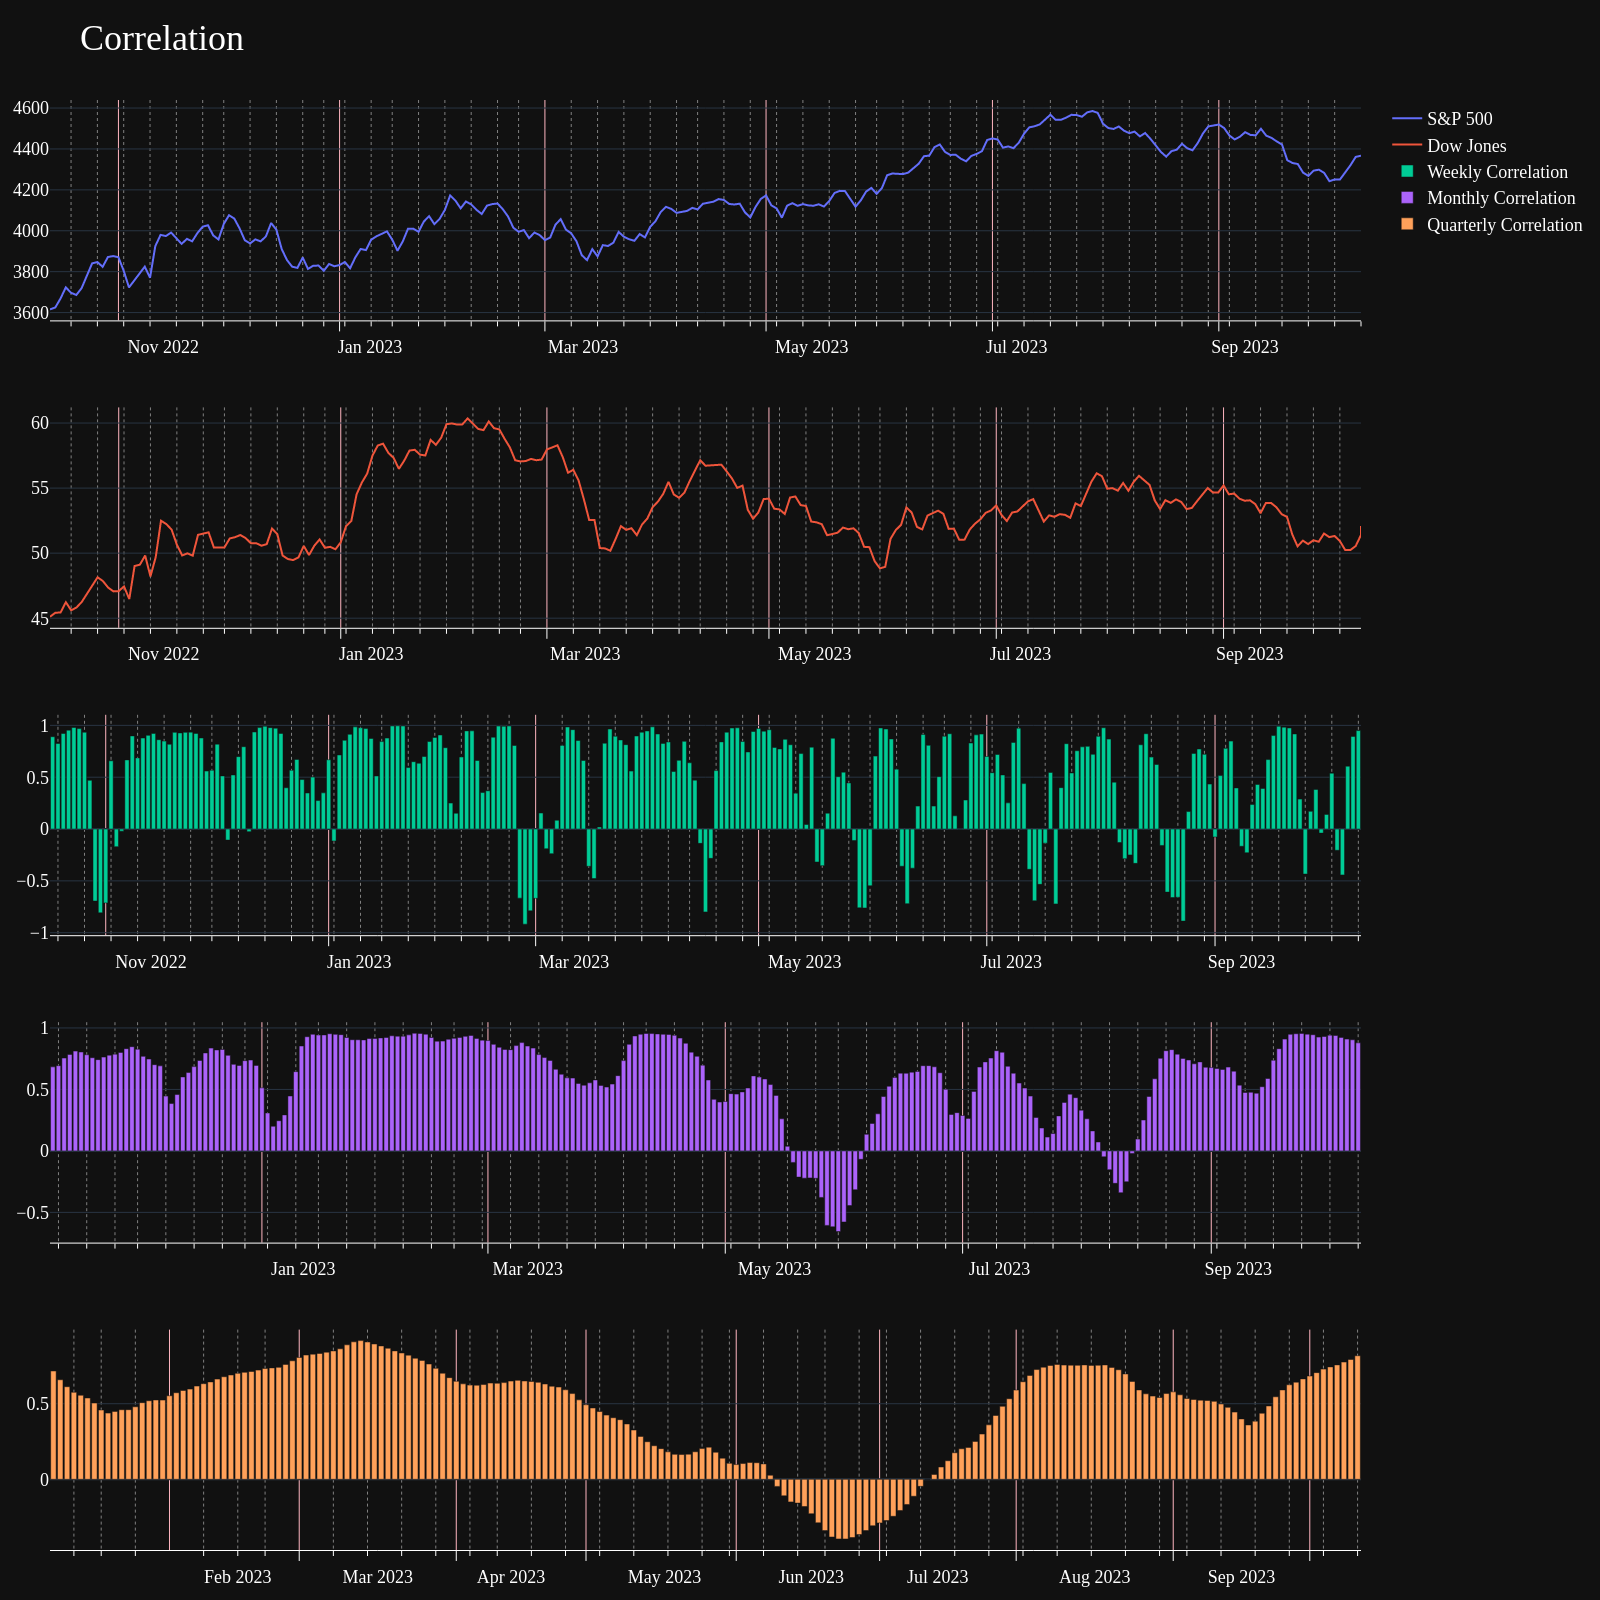 Correlation
4600
4400
4200
4000
3800
3600
Nov 2022 Jan 2023 Mar 2023 May 2023 Jul 2023 Sep 2023
S&P 500
Dow Jones
Weekly Correlation
Monthly Correlation
Quarterly Correlation
60
55
50
45
Nov 2022 Jan 2023 Mar 2023 May 2023 Jul 2023 Sep 2023
1
0.5
0
−0.5
−1
Nov 2022 Jan 2023 Mar 2023 May 2023 Jul 2023 Sep 2023
1
0.5
0
−0.5
Jan 2023 Mar 2023 May 2023 Jul 2023 Sep 2023
0.5
0
Feb 2023 Mar 2023 Apr 2023 May 2023 Jun 2023 Jul 2023 Aug 2023 Sep 2023